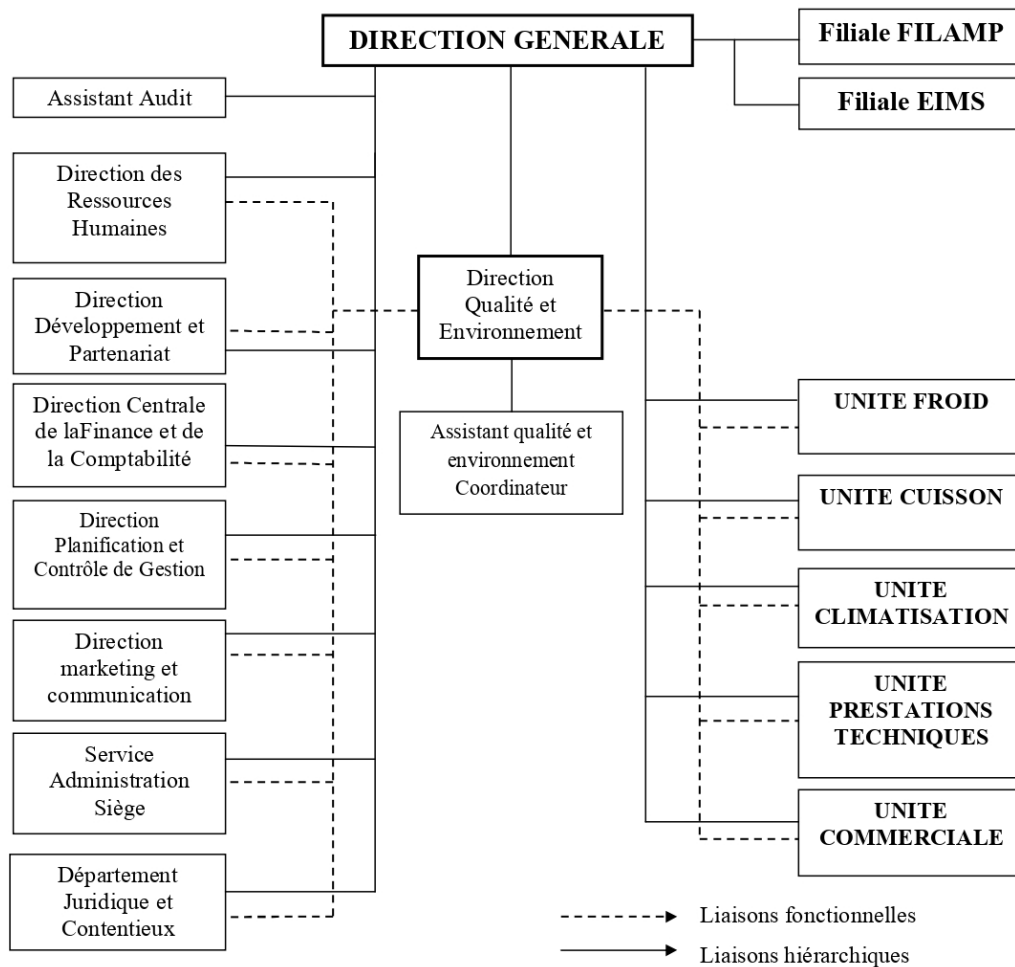 DIRECTION GENERALE
Filiale FILAMP
Filiale EIMS
Assistant Audit
Direction des
Ressources
Humaines
Direction
Développement et
Partenariat
Direction Centrale
de laFinance et de
la Comptabilité
Direction
Planification et
Contrôle de Gestion
Direction
marketing et
communication
Service
Administration
Siège
Département
Juridique et
Contentieux
Direction
Qualité et
Environnement
Assistant qualité et
environnement
Coordinateur
UNITE FROID
UNITE CUISSON
UNITE
CLIMATISATION
UNITE
PRESTATIONS
TECHNIQUES
UNITE
COMMERCIALE
Liaisons fonctionnelles
Liaisons hiérarchiques